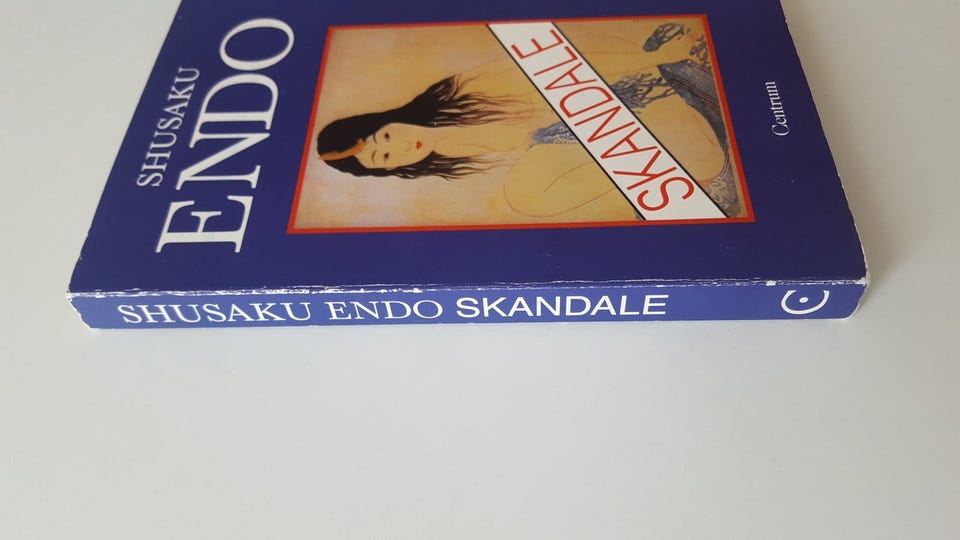 SHUSAKU
ENDO
SKANDALE
Centrum
SHUSAKU ENDO SKANDALE